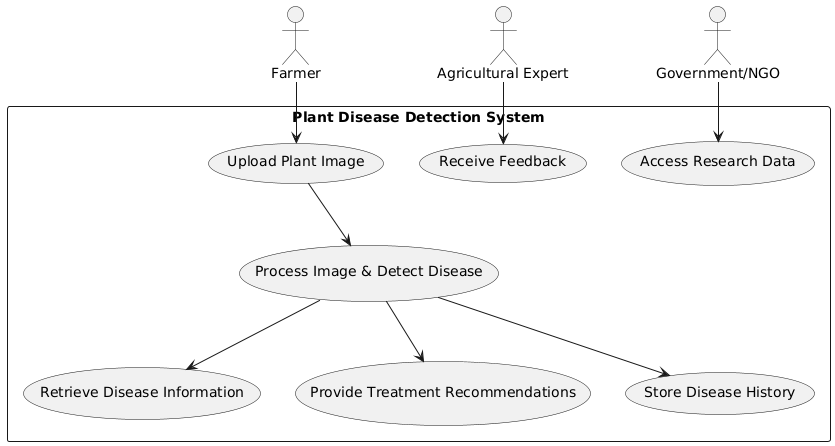 Farmer
Agricultural Expert
Government/NGO
Plant Disease Detection System
Upload Plant Image
Receive Feedback
Access Research Data
Process Image & Detect Disease
Retrieve Disease Information
Provide Treatment Recommendations
Store Disease History